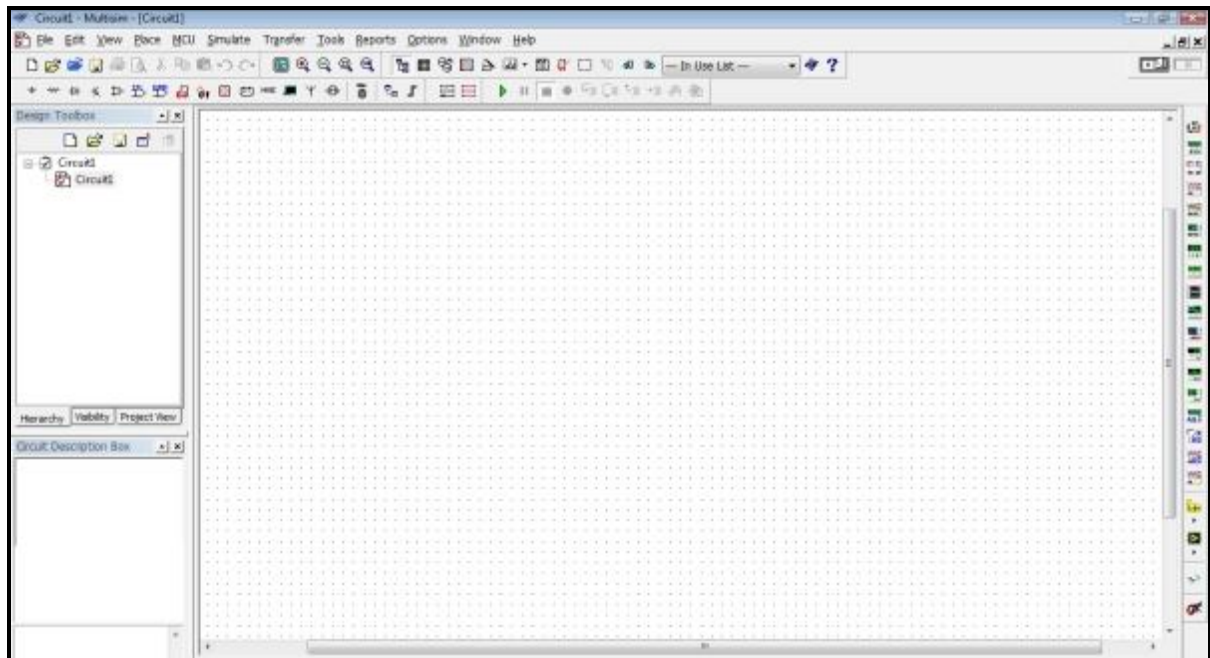 Circuit1 - Multisim - [Circuit1]
File Edit View Place MCU Simulate Transfer Tools Reports Options Window Help
--- In Use List ---
Design Toolbox
Circuit1
Circuit1
Hierarchy Visibility Project View
Circuit Description Box